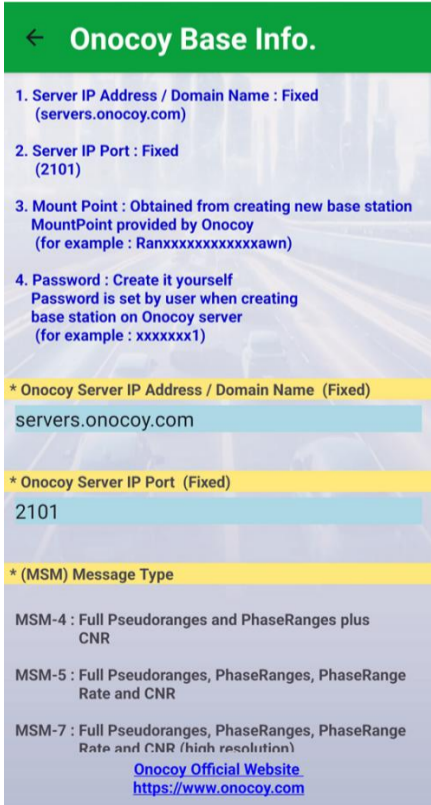 Onocoy Base Info.
1. Server IP Address / Domain Name : Fixed
(servers.onocoy.com)
2. Server IP Port : Fixed
(2101)
3. Mount Point : Obtained from creating new base station
MountPoint provided by Onocoy
(for example : Ranxxxxxxxxxxxxawn)
4. Password : Create it yourself
Password is set by user when creating
base station on Onocoy server
(for example : xxxxxxx1)
* Onocoy Server IP Address / Domain Name (Fixed)
servers.onocoy.com
* Onocoy Server IP Port (Fixed)
2101
* (MSM) Message Type
MSM-4 : Full Pseudoranges and PhaseRanges plus
CNR
MSM-5 : Full Pseudoranges, PhaseRanges, PhaseRange
Rate and CNR
MSM-7 : Full Pseudoranges, PhaseRanges, PhaseRange
Rate and CNR (high resolution)
Onocoy Official Website
https://www.onocoy.com